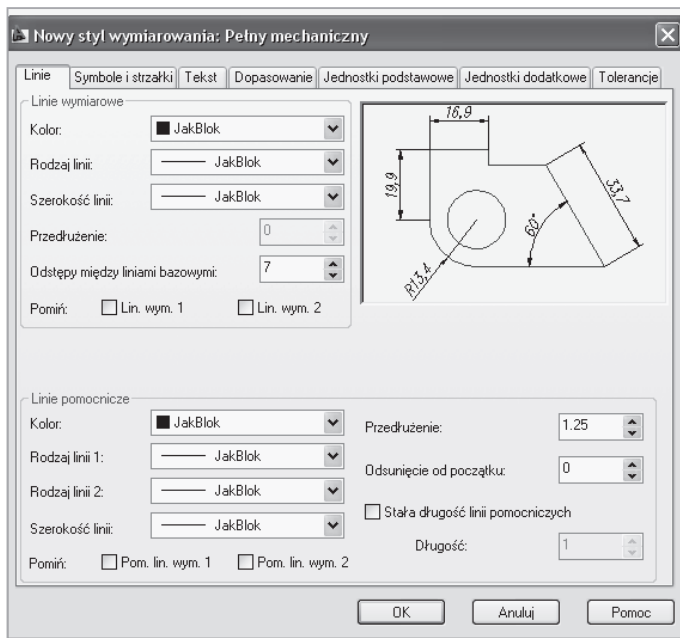 Nowy styl wymiarowania: Pełny mechaniczny
Linie Symbole i strzałki Tekst Dopasowanie Jednostki podstawowe Jednostki dodatkowe Tolerancje
Linie wymiarowe
Kolor: JakBlok
Rodzaj linii: JakBlok
Szerokość linii: JakBlok
Przedłużenie: 0
Odstępy między liniami bazowymi: 7
Pomiń: Lin. wym. 1 Lin. wym. 2
16,9
19,9
33,7
60°
R13,4
Linie pomocnicze
Kolor: JakBlok
Rodzaj linii 1: JakBlok
Rodzaj linii 2: JakBlok
Szerokość linii: JakBlok
Pomiń: Pom. lin. wym. 1 Pom. lin. wym. 2
Przedłużenie: 1.25
Odsunięcie od początku: 0
Stała długość linii pomocniczych
Długość: 1
OK Anuluj Pomoc